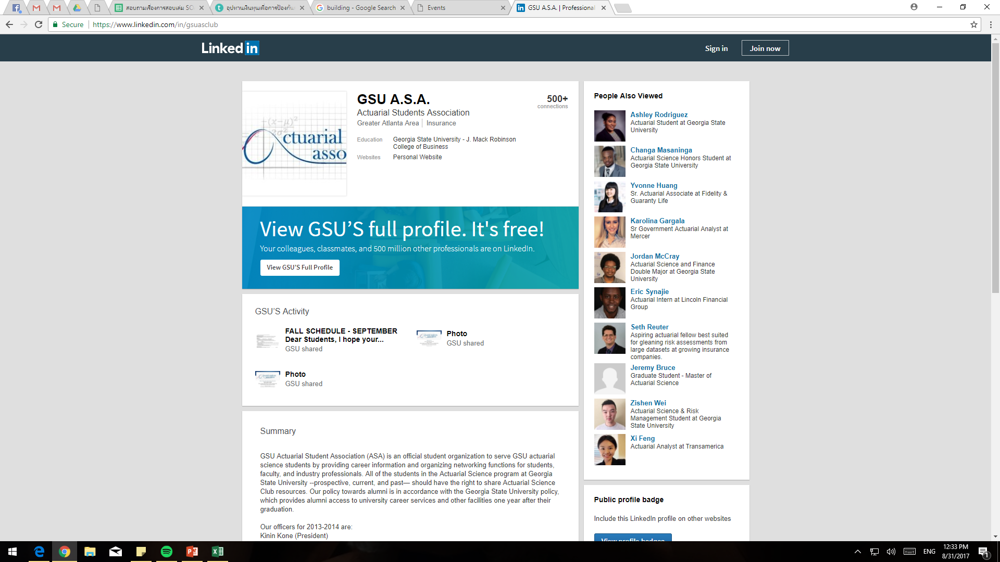 สอบถามเรื่องการสอบเล่ม SO
อุปทานผินทุนเพื่อการป้องกัน
building - Google Search
Events
GSU A.S.A. | Professional
Secure
https://www.linkedin.com/in/gsuasclub
Linked in
Sign in
Join now
ctuarial
asso
GSU A.S.A.
500+
connections
Actuarial Students Association
Greater Atlanta Area | Insurance
Education Georgia State University - J. Mack Robinson
College of Business
Websites Personal Website
View GSU’S full profile. It's free!
Your colleagues, classmates, and 500 million other professionals are on LinkedIn.
View GSU’S Full Profile
GSU’S Activity
FALL SCHEDULE - SEPTEMBER
Dear Students, I hope your...
GSU shared
Photo
GSU shared
Photo
GSU shared
Summary
GSU Actuarial Student Association (ASA) is an official student organization to serve GSU actuarial
science students by providing career information and organizing networking functions for students,
faculty, and industry professionals. All of the students in the Actuarial Science program at Georgia
State University --prospective, current, and past— should have the right to share Actuarial Science
Club resources. Our policy towards alumni is in accordance with the Georgia State University policy,
which provides alumni access to university career services and other facilities one year after their
graduation.
Our officers for 2013-2014 are:
Kinin Kone (President)
People Also Viewed
Ashley Rodriguez
Actuarial Student at Georgia State
University
Changa Masaninga
Actuarial Science Honors Student at
Georgia State University
Yvonne Huang
Sr. Actuarial Associate at Fidelity &
Guaranty Life
Karolina Gargala
Sr Government Actuarial Analyst at
Mercer
Jordan McCray
Actuarial Science and Finance
Double Major at Georgia State
University
Eric Synajie
Actuarial Intern at Lincoln Financial
Group
Seth Reuter
Aspiring actuarial fellow best suited
for gleaning risk assessments from
large datasets at growing insurance
companies.
Jeremy Bruce
Graduate Student - Master of
Actuarial Science
Zishen Wei
Actuarial Science & Risk
Management Student at Georgia
State University
Xi Feng
Actuarial Analyst at Transamerica
Public profile badge
Include this LinkedIn profile on other websites
View profile badges
ENG
12:33 PM
8/31/2017
1